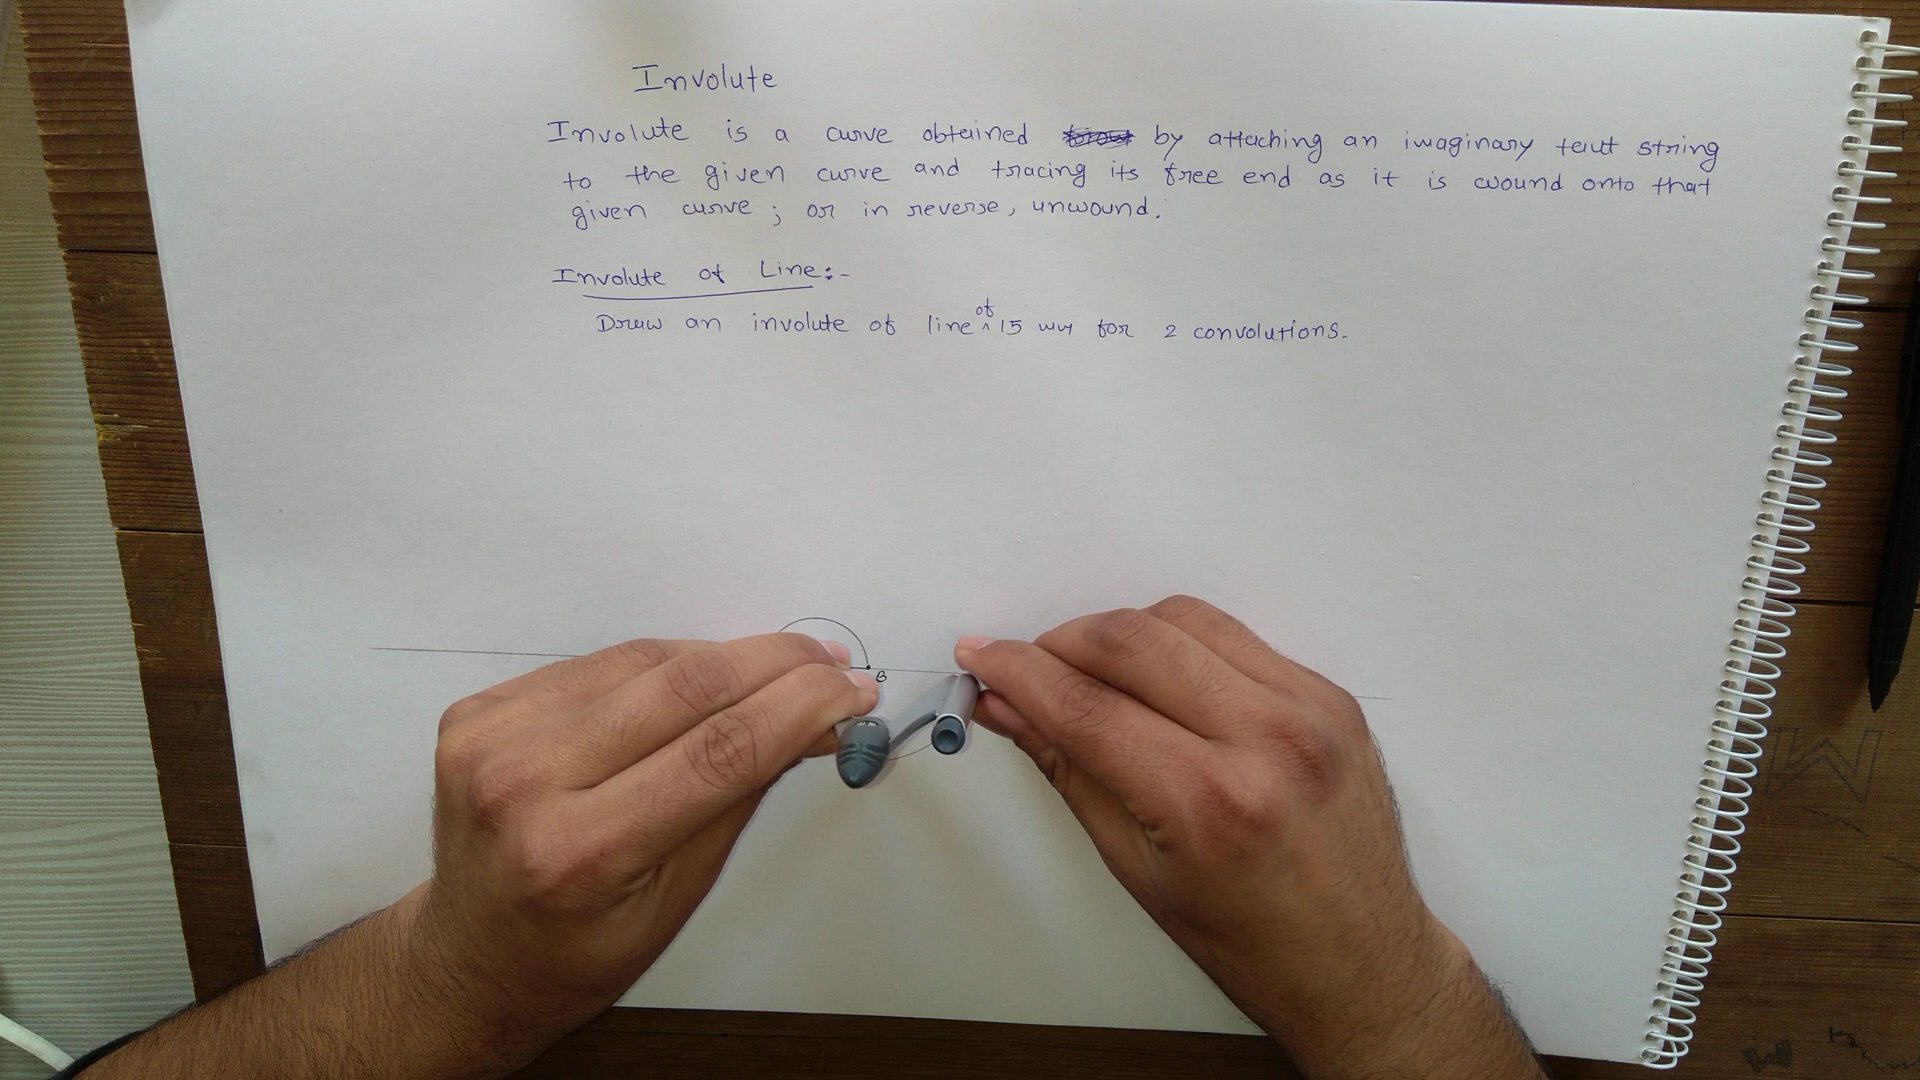 Involute
Involute is a curve obtained by attaching an imaginary taut string
to the given curve and tracing its free end as it is wound onto that
given curve; or in reverse, unwound.
Involute of Line:-
Draw an involute of line of 15 mm for 2 convolutions.
B